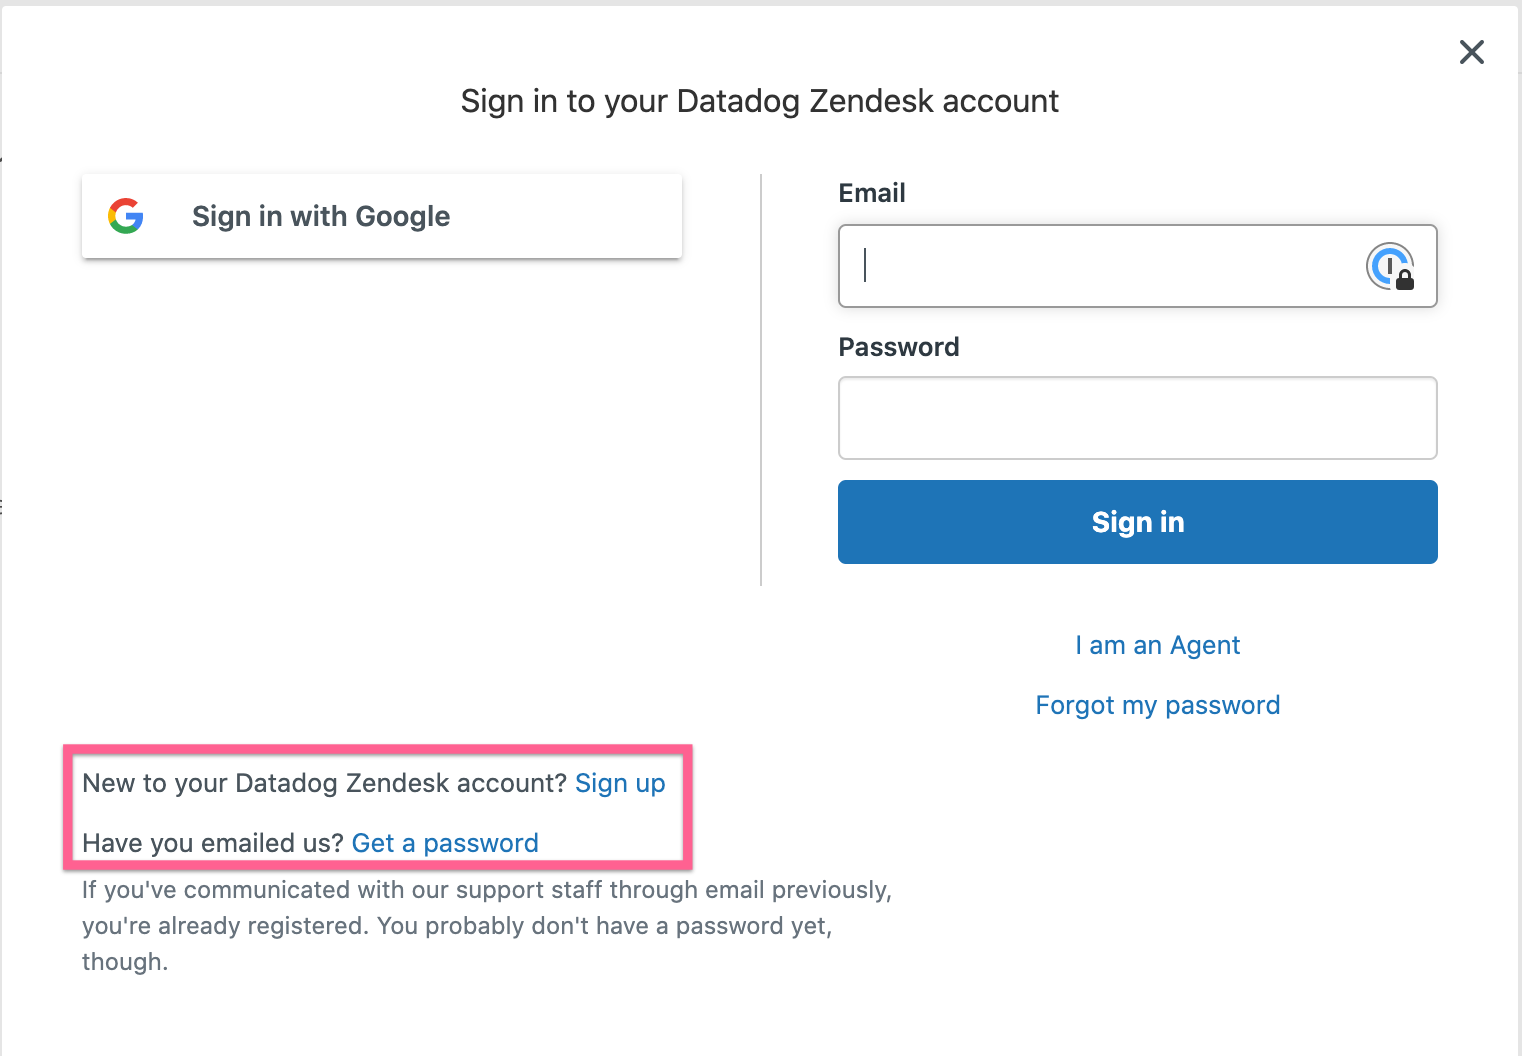 Sign in to your Datadog Zendesk account
Sign in with Google
Email
Password
Sign in
I am an Agent
Forgot my password
New to your Datadog Zendesk account? Sign up
Have you emailed us? Get a password
If you've communicated with our support staff through email previously,
you're already registered. You probably don't have a password yet,
though.